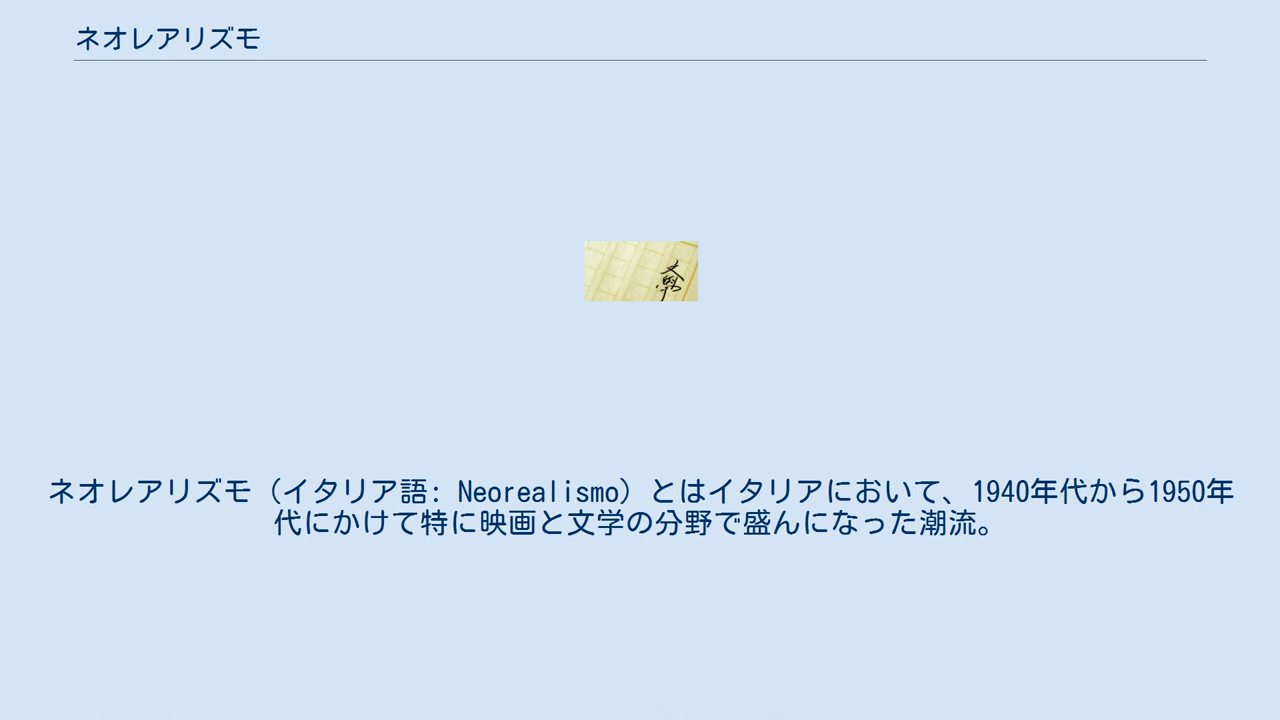 ネオレアリズモ
ネオレアリズモ（イタリア語: Neorealismo）とはイタリアにおいて、1940年代から1950年
代にかけて特に映画と文学の分野で盛んになった潮流。